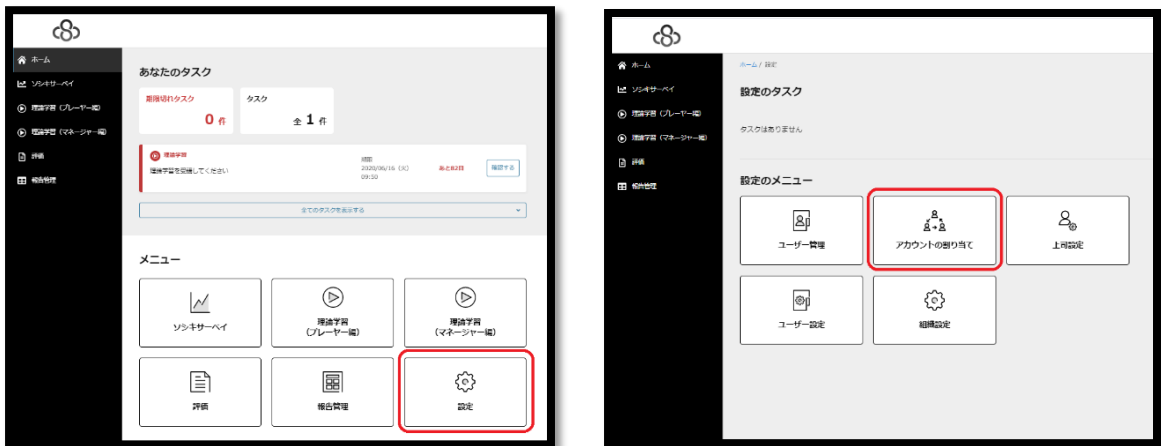 ホーム
ソシキサーベイ
理論学習 (プレーヤー編)
理論学習 (マネージャー編)
評価
報告管理
あなたのタスク
期限切れタスク
0 件
タスク
全 1 件
理論学習
理論学習を受講してください
期限
2020/06/16 (火)
09:50
あと82日
確認する
全てのタスクを表示する
メニュー
ソシキサーベイ
理論学習
(プレーヤー編)
理論学習
(マネージャー編)
評価
報告管理
設定
ホーム
ソシキサーベイ
理論学習 (プレーヤー編)
理論学習 (マネージャー編)
評価
報告管理
ホーム / 設定
設定のタスク
タスクはありません
設定のメニュー
ユーザー管理
アカウントの割り当て
上司設定
ユーザー設定
組織設定